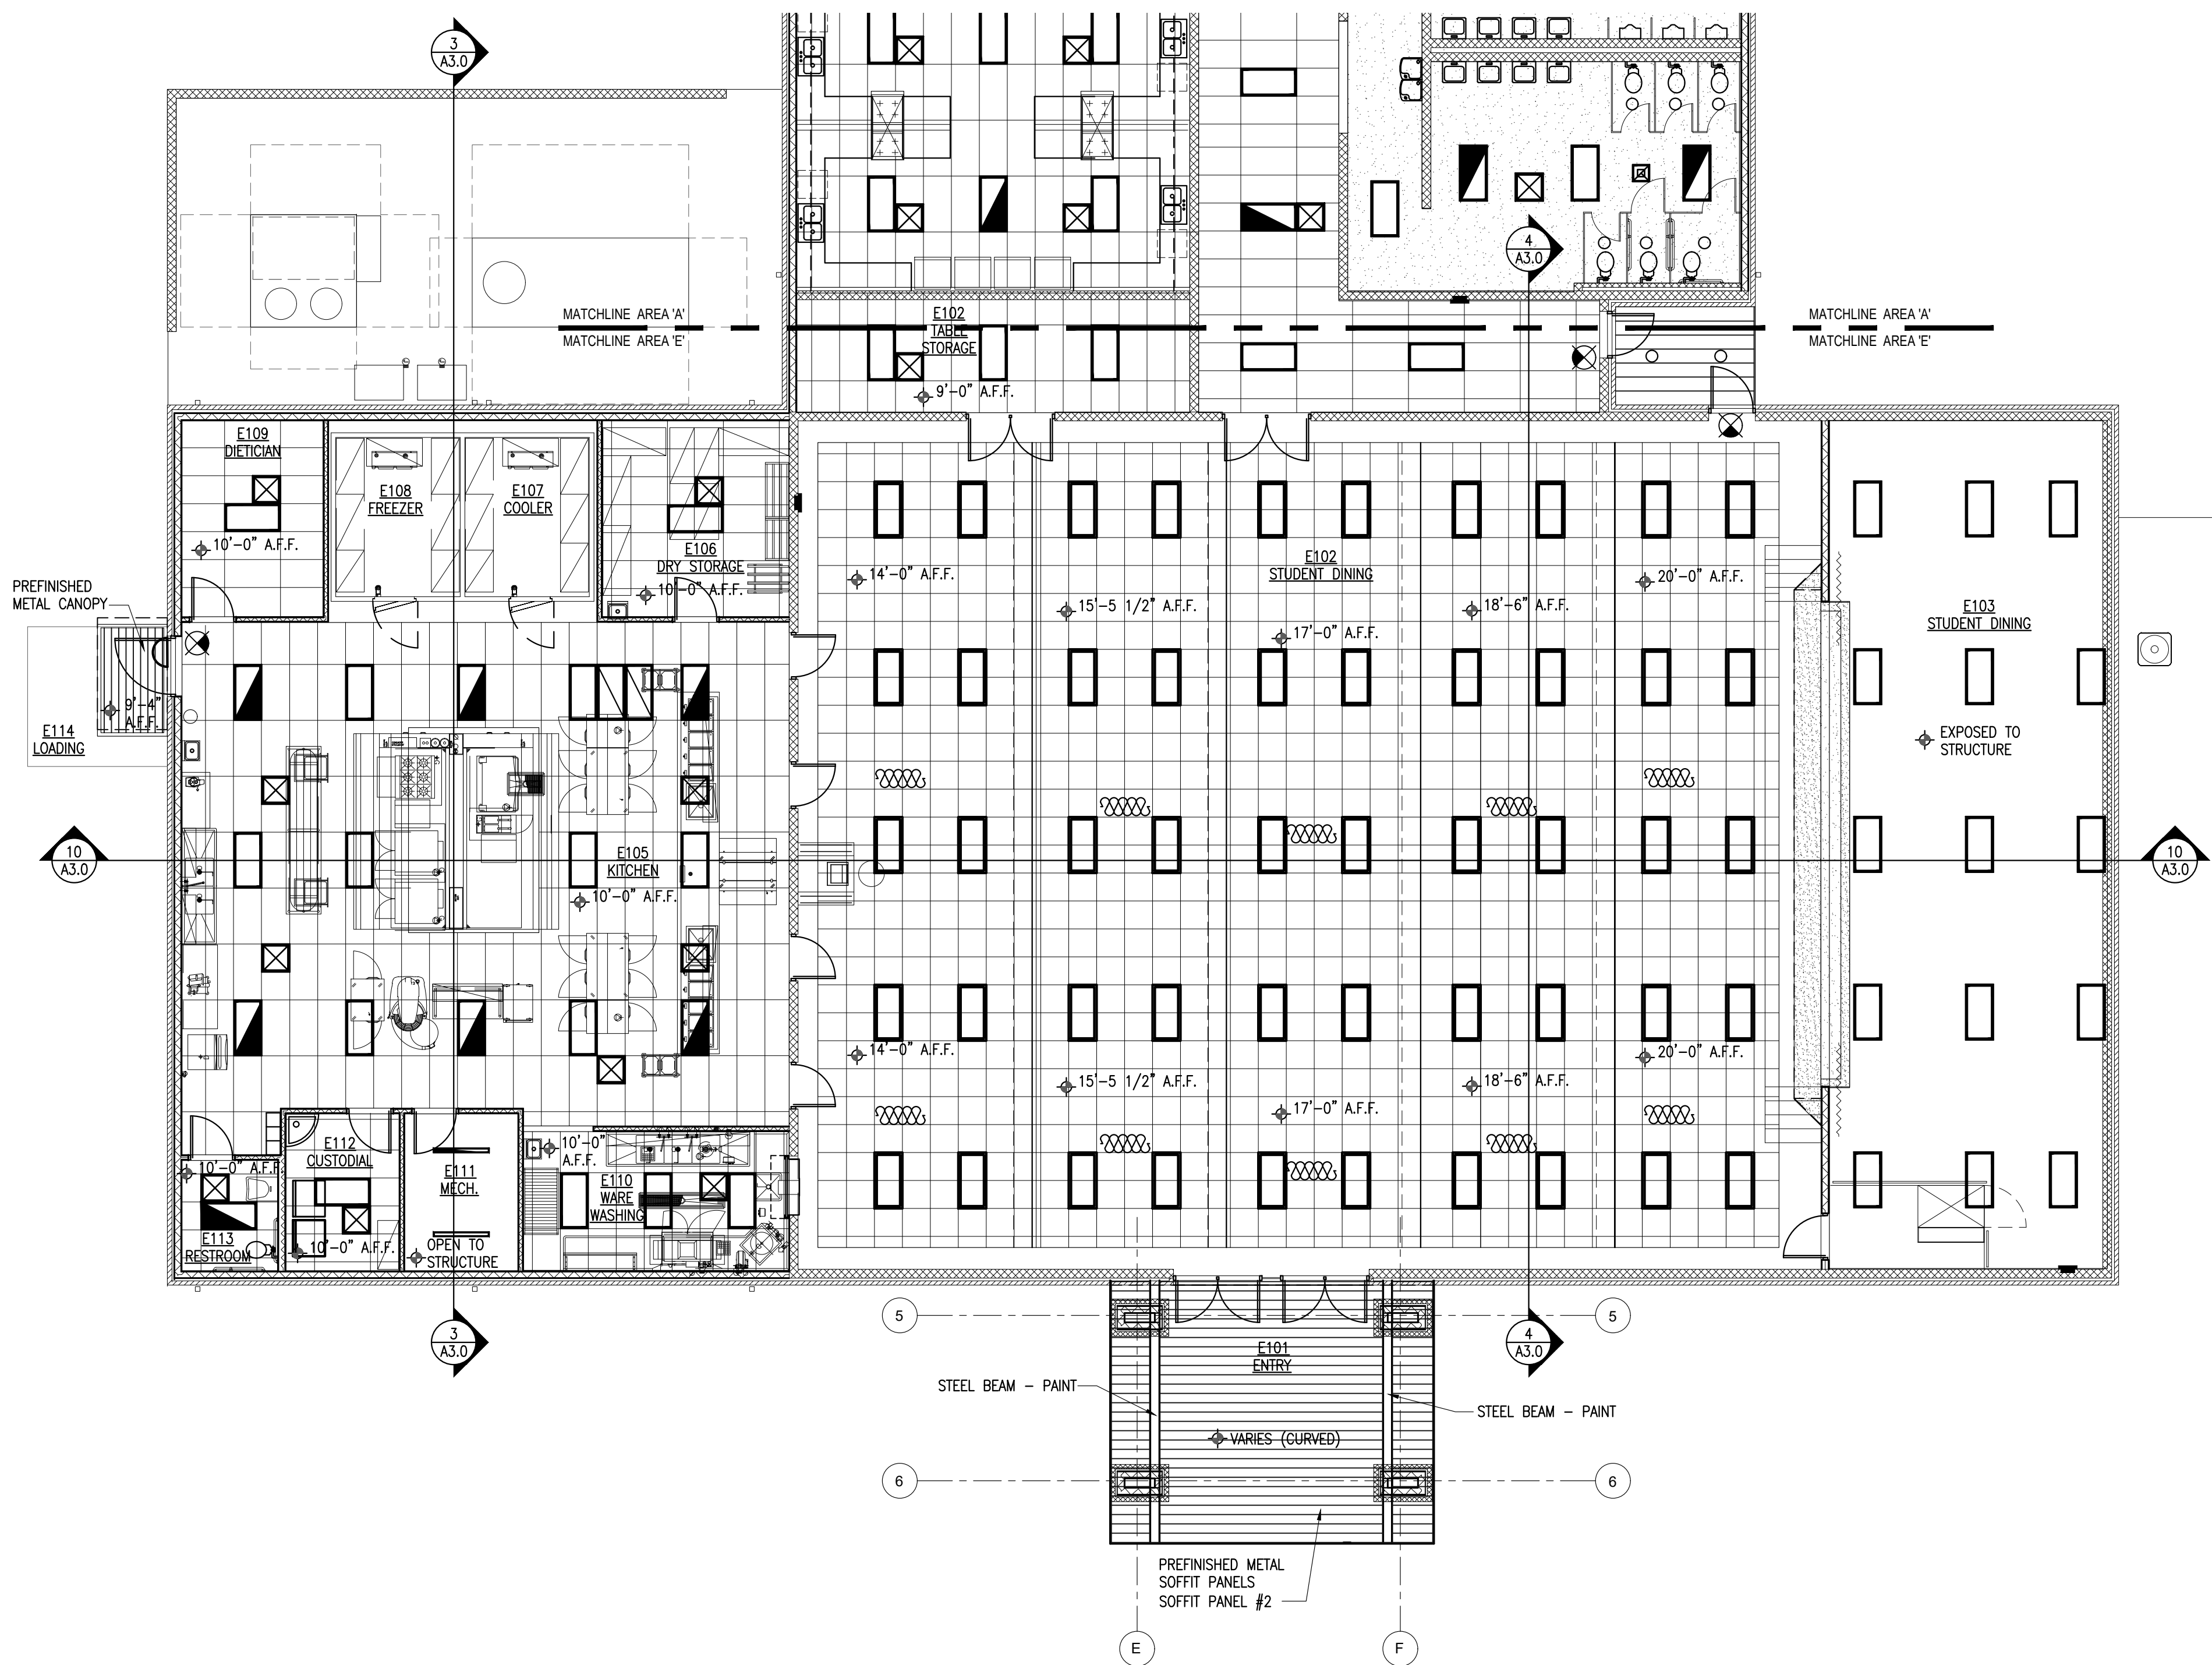 3
A3.0
4
A3.0
MATCHLINE AREA 'A'
MATCHLINE AREA 'E'
E102
TABLE
STORAGE
9'-0" A.F.F.
MATCHLINE AREA 'A'
MATCHLINE AREA 'E'
E109
DIETICIAN
10'-0" A.F.F.
E108
FREEZER
E107
COOLER
E106
DRY STORAGE
10'-0" A.F.F.
PREFINISHED
METAL CANOPY
9'-4"
A.F.F.
E114
LOADING
E102
STUDENT DINING
14'-0" A.F.F.
15'-5 1/2" A.F.F.
17'-0" A.F.F.
18'-6" A.F.F.
20'-0" A.F.F.
E103
STUDENT DINING
EXPOSED TO
STRUCTURE
10
A3.0
E105
KITCHEN
10'-0" A.F.F.
10
A3.0
14'-0" A.F.F.
15'-5 1/2" A.F.F.
17'-0" A.F.F.
18'-6" A.F.F.
20'-0" A.F.F.
10'-0" A.F.F.
E113
RESTROOM
E112
CUSTODIAL
10'-0" A.F.F.
E111
MECH.
OPEN TO
STRUCTURE
10'-0"
A.F.F.
E110
WARE
WASHING
3
A3.0
4
A3.0
5
5
E101
ENTRY
STEEL BEAM - PAINT
STEEL BEAM - PAINT
VARIES (CURVED)
6
6
PREFINISHED METAL
SOFFIT PANELS
SOFFIT PANEL #2
E
F